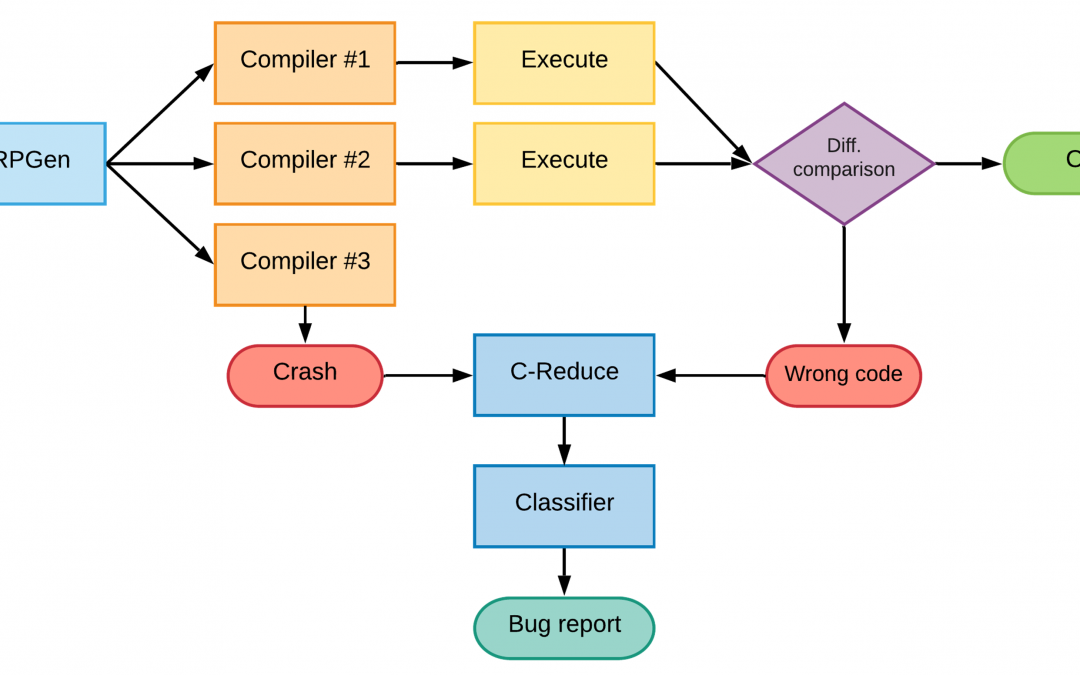 Compiler #1
Execute
Diff.
comparison
RPGen
Compiler #2
Execute
Compiler #3
Crash
C-Reduce
Wrong code
Classifier
Bug report